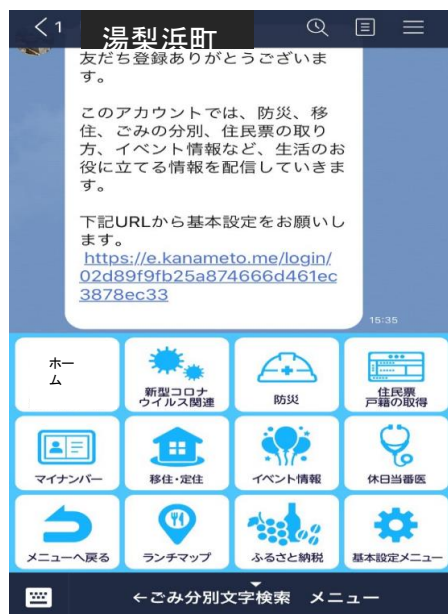 1
湯梨浜町
友だち登録ありがとうございま
す。
このアカウントでは、防災、移
住、ごみの分別、住民票の取り
方、イベント情報など、生活のお
役に立てる情報を配信していきま
す。
下記URLから基本設定をお願いし
ます。
https://e.kanameto.me/login/
02d89f9fb25a874666d461ec
3878ec33
15:35
ホー
ム
新型コロナ
ウイルス関連
防災
住民票
戸籍の取得
マイナンバー
移住・定住
イベント情報
休日当番医
メニューへ戻る
ランチマップ
ふるさと納税
基本設定メニュー
←ごみ分別文字検索 メニュー